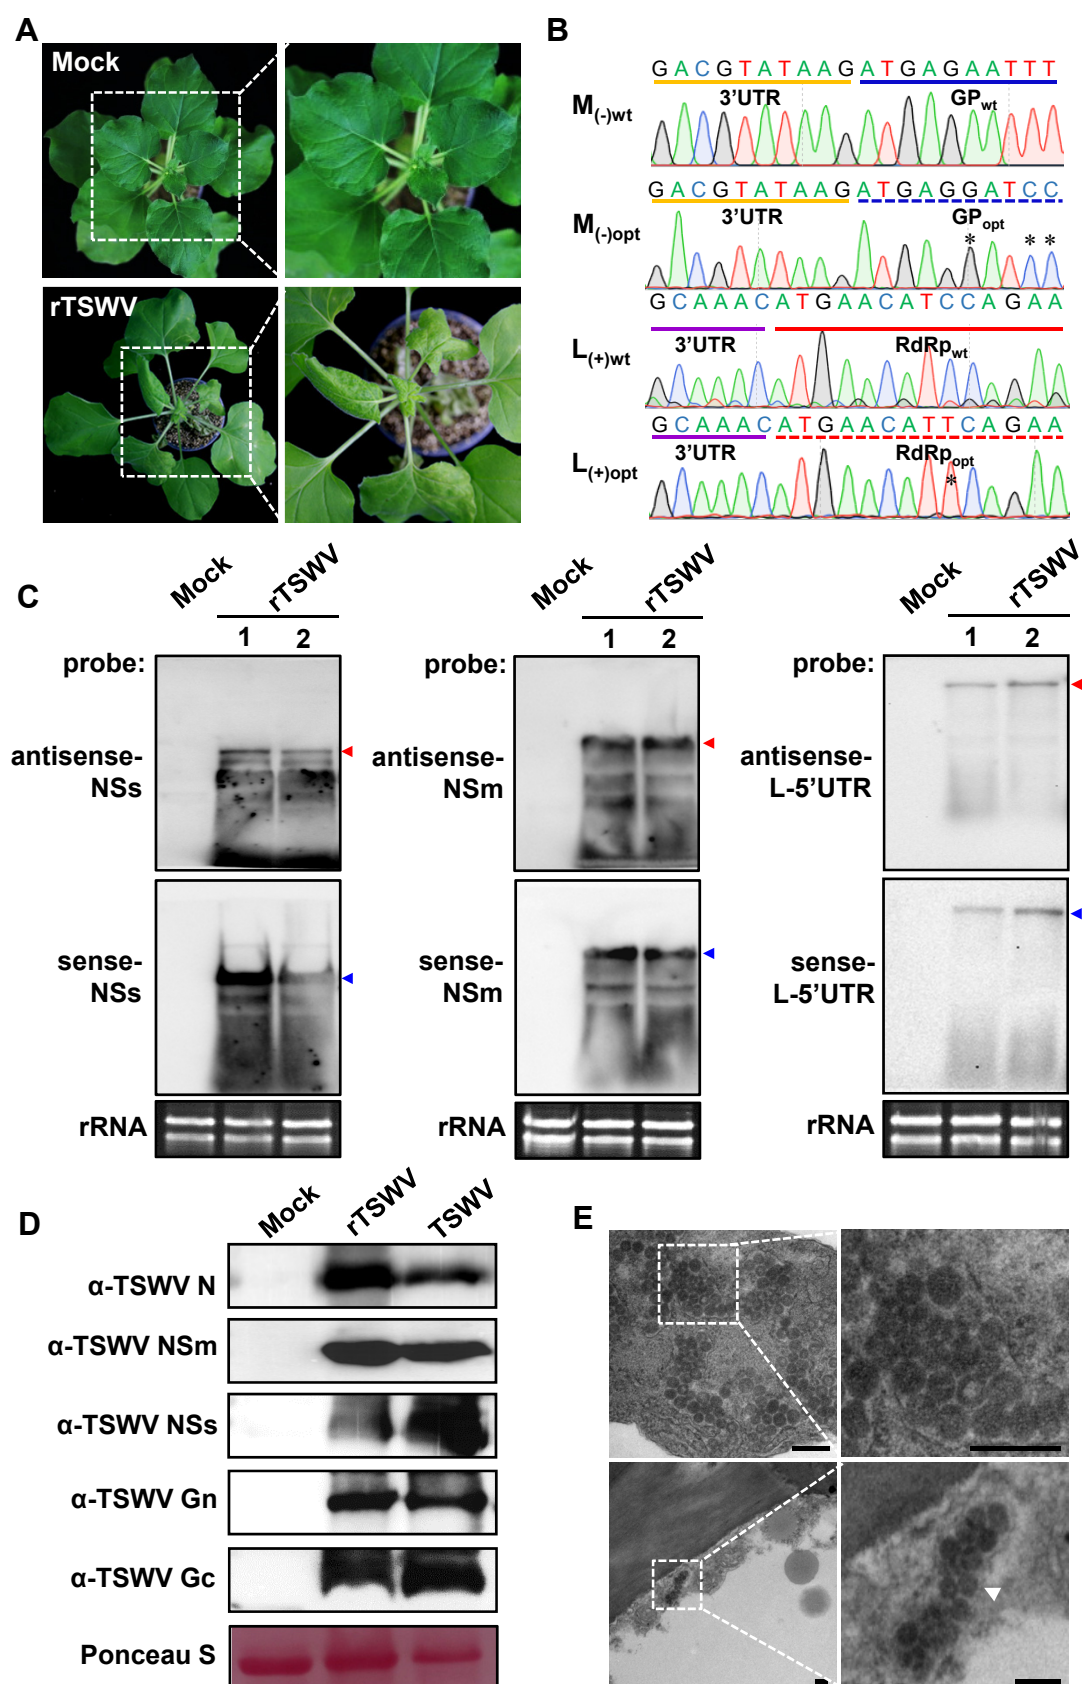 A
Mock
rTSWV
B
GACGTATAAGATGAGAATTT
M(-)wt
3'UTR
GPwt
GACGTATAAGATGAGGATCC
M(-)opt
3'UTR
GPopt
* * *
GCAAACATGAACATCCAGAA
L(+)wt
3'UTR
RdRpwt
GCAAACATGAACATTCAGAA
L(+)opt
3'UTR
RdRpopt
*
C
Mock
rTSWV
1 2
probe:
antisense-
NSs
sense-
NSs
rRNA
Mock
rTSWV
1 2
probe:
antisense-
NSm
sense-
NSm
rRNA
Mock
rTSWV
1 2
probe:
antisense-
L-5'UTR
sense-
L-5'UTR
rRNA
D
Mock
rTSWV
TSWV
α-TSWV N
α-TSWV NSm
α-TSWV NSs
α-TSWV Gn
α-TSWV Gc
Ponceau S
E